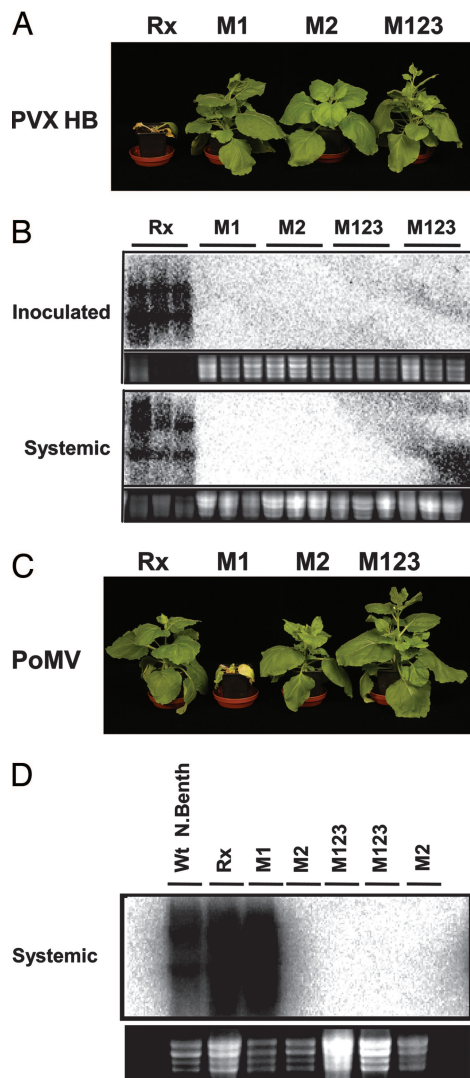 A
Rx M1 M2 M123
PVX HB
B
Rx M1 M2 M123 M123
Inoculated
Systemic
C
Rx M1 M2 M123
PoMV
D
Wt N.Benth
Rx
M1
M2
M123
M123
M2
Systemic